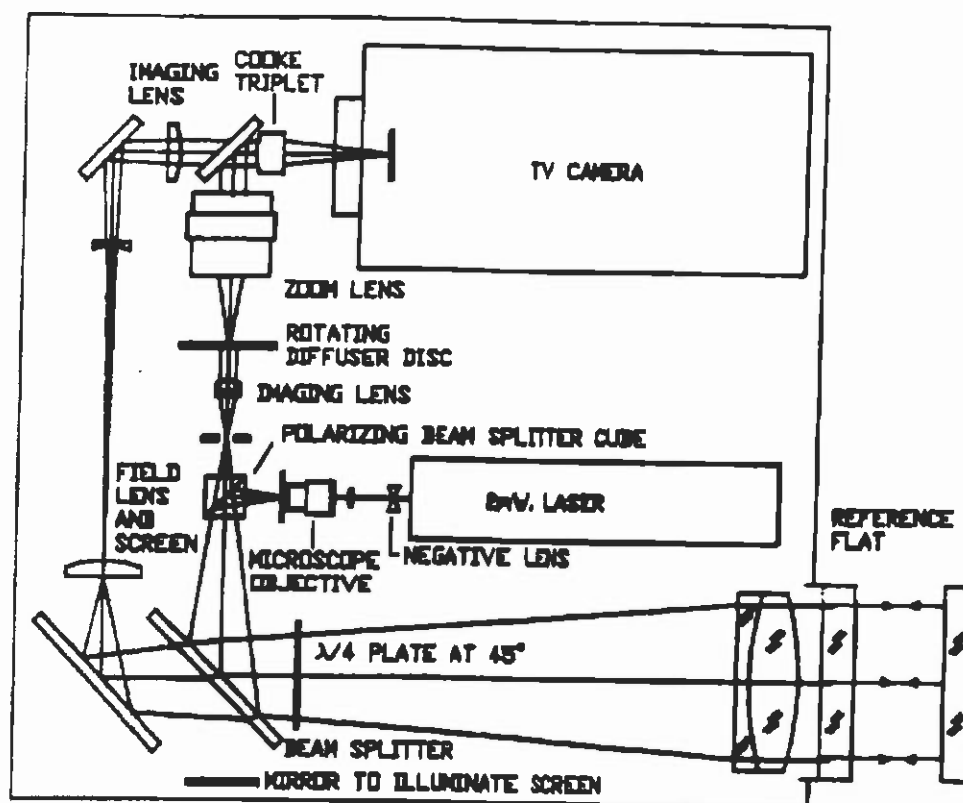 IMAGING
LENS
COOKE
TRIPLET
TV CAMERA
ZOOM LENS
ROTATING
DIFFUSER DISC
IMAGING LENS
POLARIZING BEAM SPLITTER CUBE
FIELD
LENS
AND
SCREEN
2mW. LASER
MICROSCOPE
OBJECTIVE
NEGATIVE LENS
REFERENCE
FLAT
λ/4 PLATE AT 45°
BEAM SPLITTER
MIRROR TO ILLUMINATE SCREEN